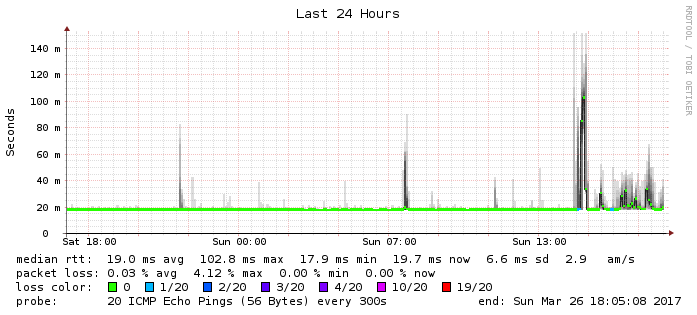 Last 24 Hours
RRDTOOL / TOBI OETIKER
Seconds
140 m
120 m
100 m
80 m
60 m
40 m
20 m
0
Sat 18:00 Sun 00:00 Sun 07:00 Sun 13:00
median rtt: 19.0 ms avg 102.8 ms max 17.9 ms min 19.7 ms now 6.6 ms sd 2.9 am/s
packet loss: 0.03 % avg 4.12 % max 0.00 % min 0.00 % now
loss color: 0 1/20 2/20 3/20 4/20 10/20 19/20
probe: 20 ICMP Echo Pings (56 Bytes) every 300s end: Sun Mar 26 18:05:08 2017